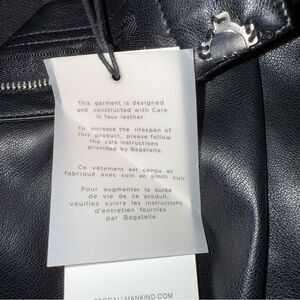 This garment is designed
and constructed with Care
in faux leather.
To increase the lifespan of
this product, please follow
the care instructions
provided by Bagatelle.
Ce vêtement est conçu et
fabriqué avec soin en simili cuir.
Pour augmenter la durée
de vie de ce produit,
veuillez suivre les instructions
d'entretien fournies
par Bagatelle.